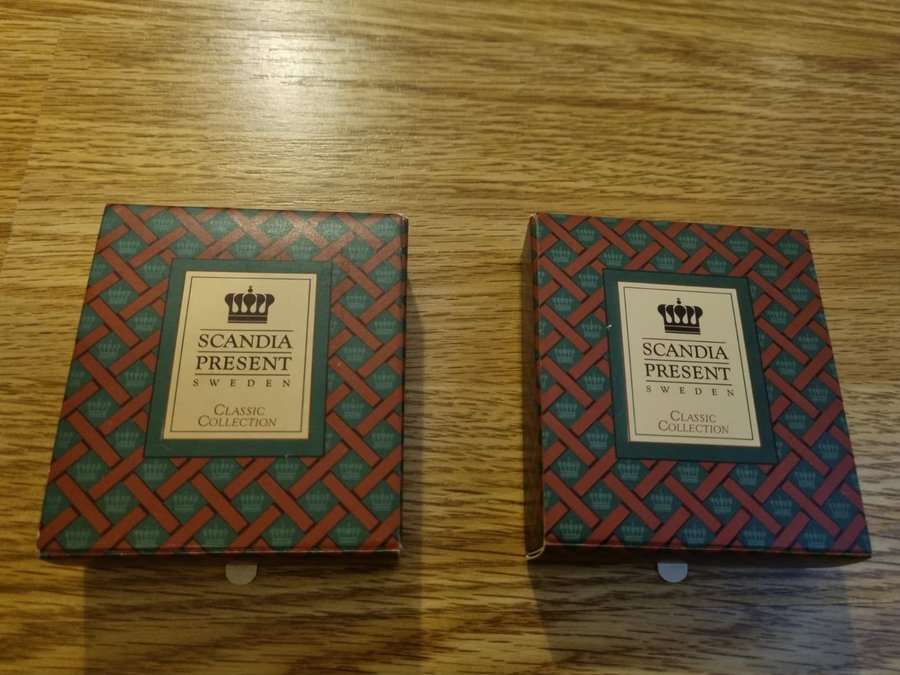 SCANDIA
PRESENT
SWEDEN
CLASSIC
COLLECTION
SCANDIA
PRESENT
SWEDEN
CLASSIC
COLLECTION